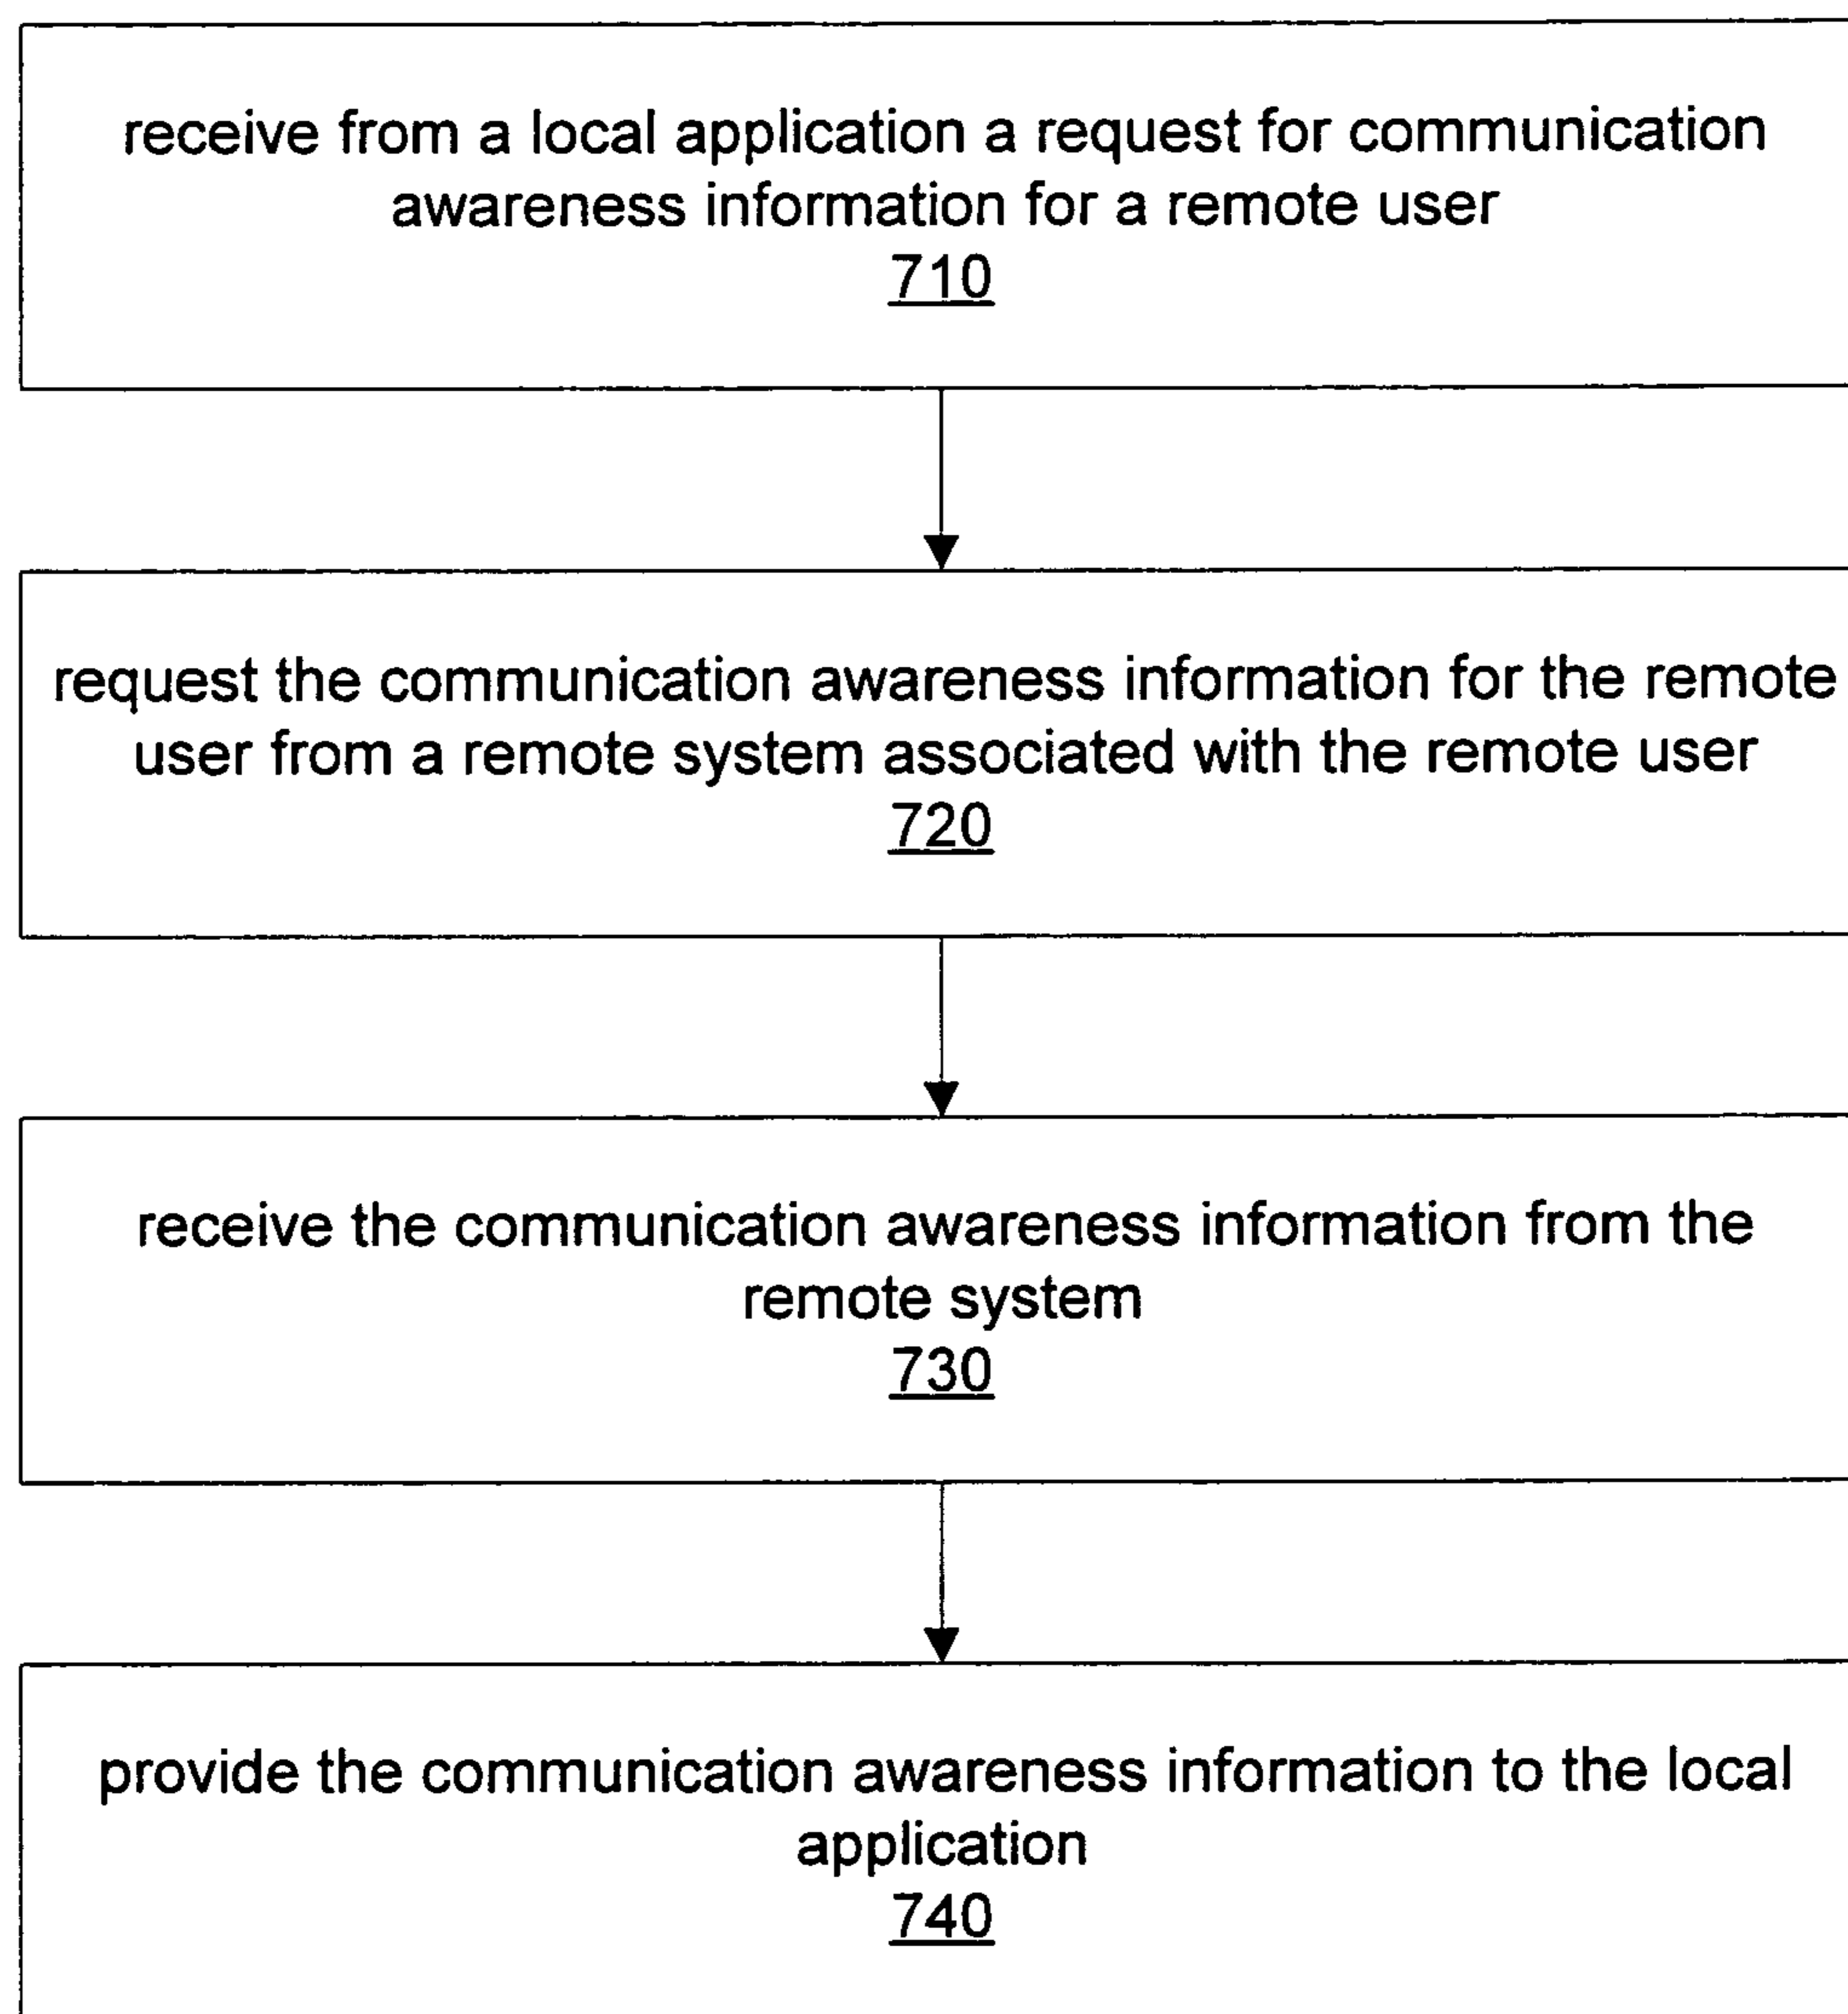 receive from a local application a request for communication
awareness information for a remote user
710
request the communication awareness information for the remote
user from a remote system associated with the remote user
720
receive the communication awareness information from the
remote system
730
provide the communication awareness information to the local
application
740